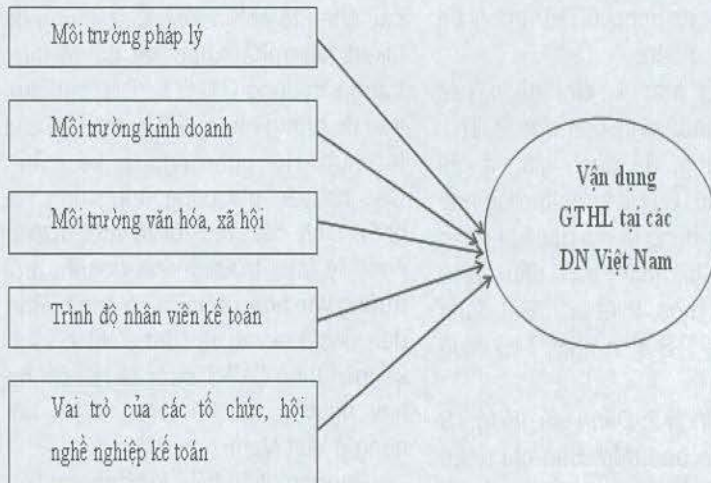 Môi trường pháp lý
Môi trường kinh doanh
Môi trường văn hóa, xã hội
Trình độ nhân viên kế toán
Vai trò của các tổ chức, hội
nghề nghiệp kế toán
Vận dụng
GTHL tại các
DN Việt Nam